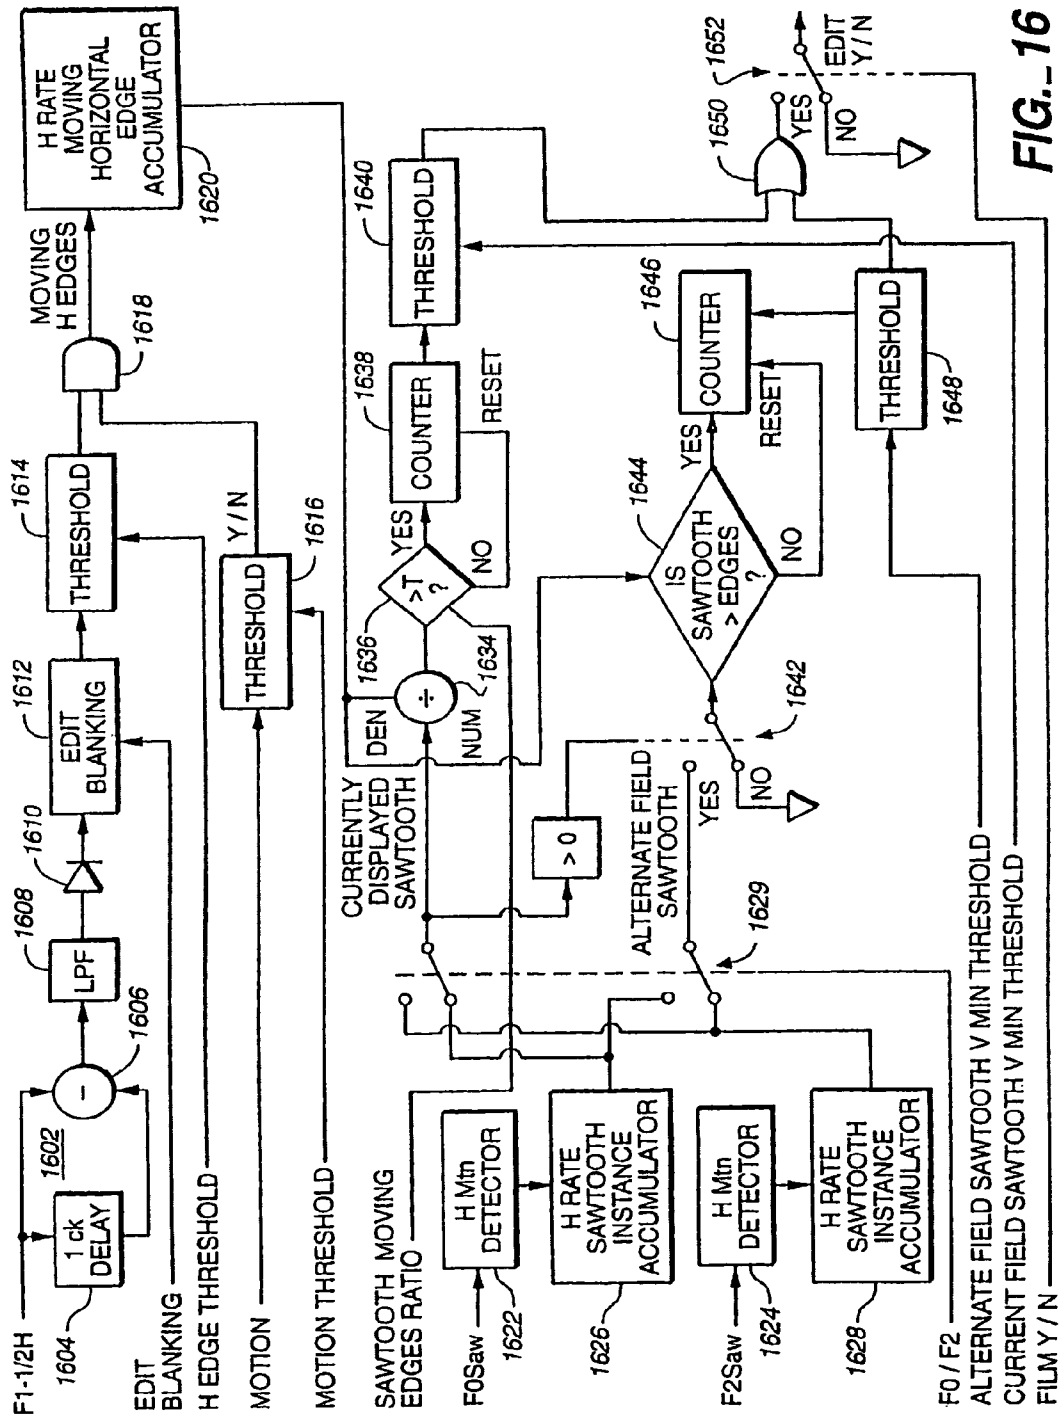 F1-1/2H
1 ck
DELAY
1604
1602
–
1606
LPF
1608
1610
EDIT
BLANKING
1612
THRESHOLD
1614
1618
MOVING
H EDGES
H RATE
MOVING
HORIZONTAL
EDGE
ACCUMULATOR
1620
EDIT
BLANKING
H EDGE THRESHOLD
MOTION
THRESHOLD
Y / N
1616
MOTION THRESHOLD
SAWTOOTH MOVING
EDGES RATIO
CURRENTLY
DISPLAYED
SAWTOOTH
DEN
NUM
÷
1634
1636
>T
?
YES
NO
COUNTER
1638
RESET
THRESHOLD
1640
F0Saw
H Mtn
DETECTOR
1622
H RATE
SAWTOOTH
INSTANCE
ACCUMULATOR
1626
> 0
ALTERNATE FIELD
SAWTOOTH
1629
YES
NO
1642
IS
SAWTOOTH
> EDGES
?
1644
YES
NO
COUNTER
1646
RESET
THRESHOLD
1648
1650
1652
YES
NO
EDIT
Y / N
F2Saw
H Mtn
DETECTOR
1624
H RATE
SAWTOOTH
INSTANCE
ACCUMULATOR
1628
F0 / F2
ALTERNATE FIELD SAWTOOTH V MIN THRESHOLD
CURRENT FIELD SAWTOOTH V MIN THRESHOLD
FILM Y / N
FIG._16